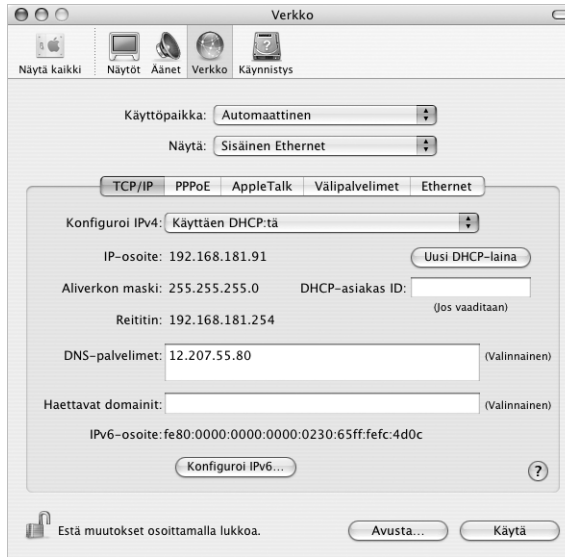 Verkko
Näytä kaikki Näytöt Äänet Verkko Käynnistys
Käyttöpaikka: Automaattinen
Näytä: Sisäinen Ethernet
TCP/IP PPPoE AppleTalk Välipalvelimet Ethernet
Konfiguroi IPv4: Käyttäen DHCP:tä
IP-osoite: 192.168.181.91 Uusi DHCP-laina
Aliverkon maski: 255.255.255.0 DHCP-asiakas ID:
(Jos vaaditaan)
Reititin: 192.168.181.254
DNS-palvelimet: 12.207.55.80 (Valinnainen)
Haettavat domainit: (Valinnainen)
IPv6-osoite: fe80:0000:0000:0000:0230:65ff:fefc:4d0c
Konfiguroi IPv6... ?
Estä muutokset osoittamalla lukkoa. Avusta... Käytä